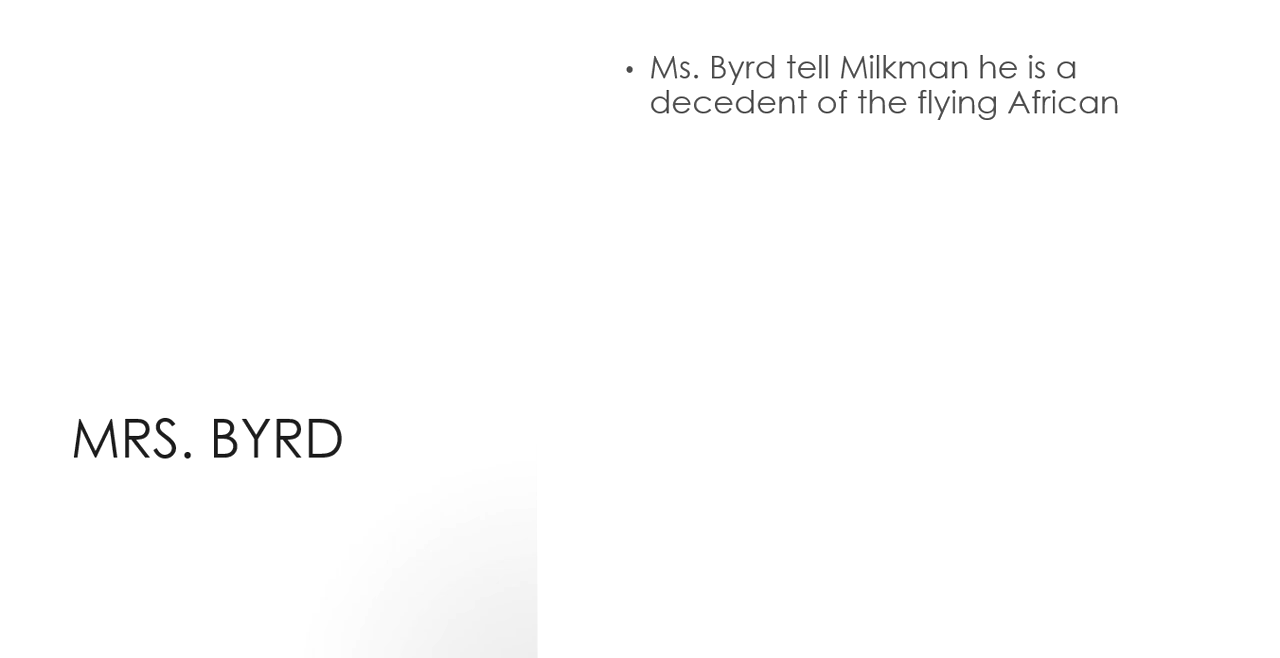 • Ms. Byrd tell Milkman he is a
decedent of the flying African
MRS. BYRD